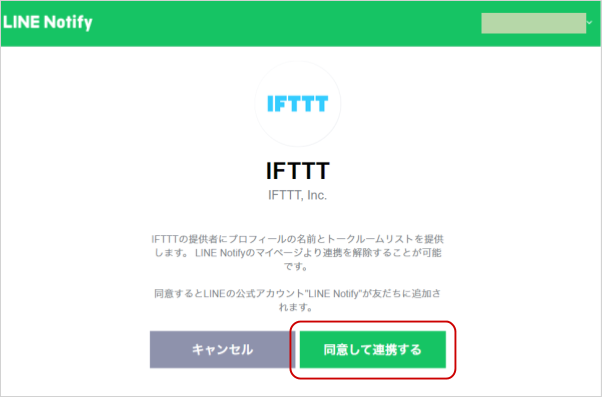 LINE Notify
IFTTT
IFTTT
IFTTT, Inc.
IFTTTの提供者にプロフィールの名前とトークルームリストを提供
します。 LINE Notifyのマイページより連携を解除することが可能
です。
同意するとLINEの公式アカウント"LINE Notify"が友だちに追加さ
れます。
キャンセル
同意して連携する